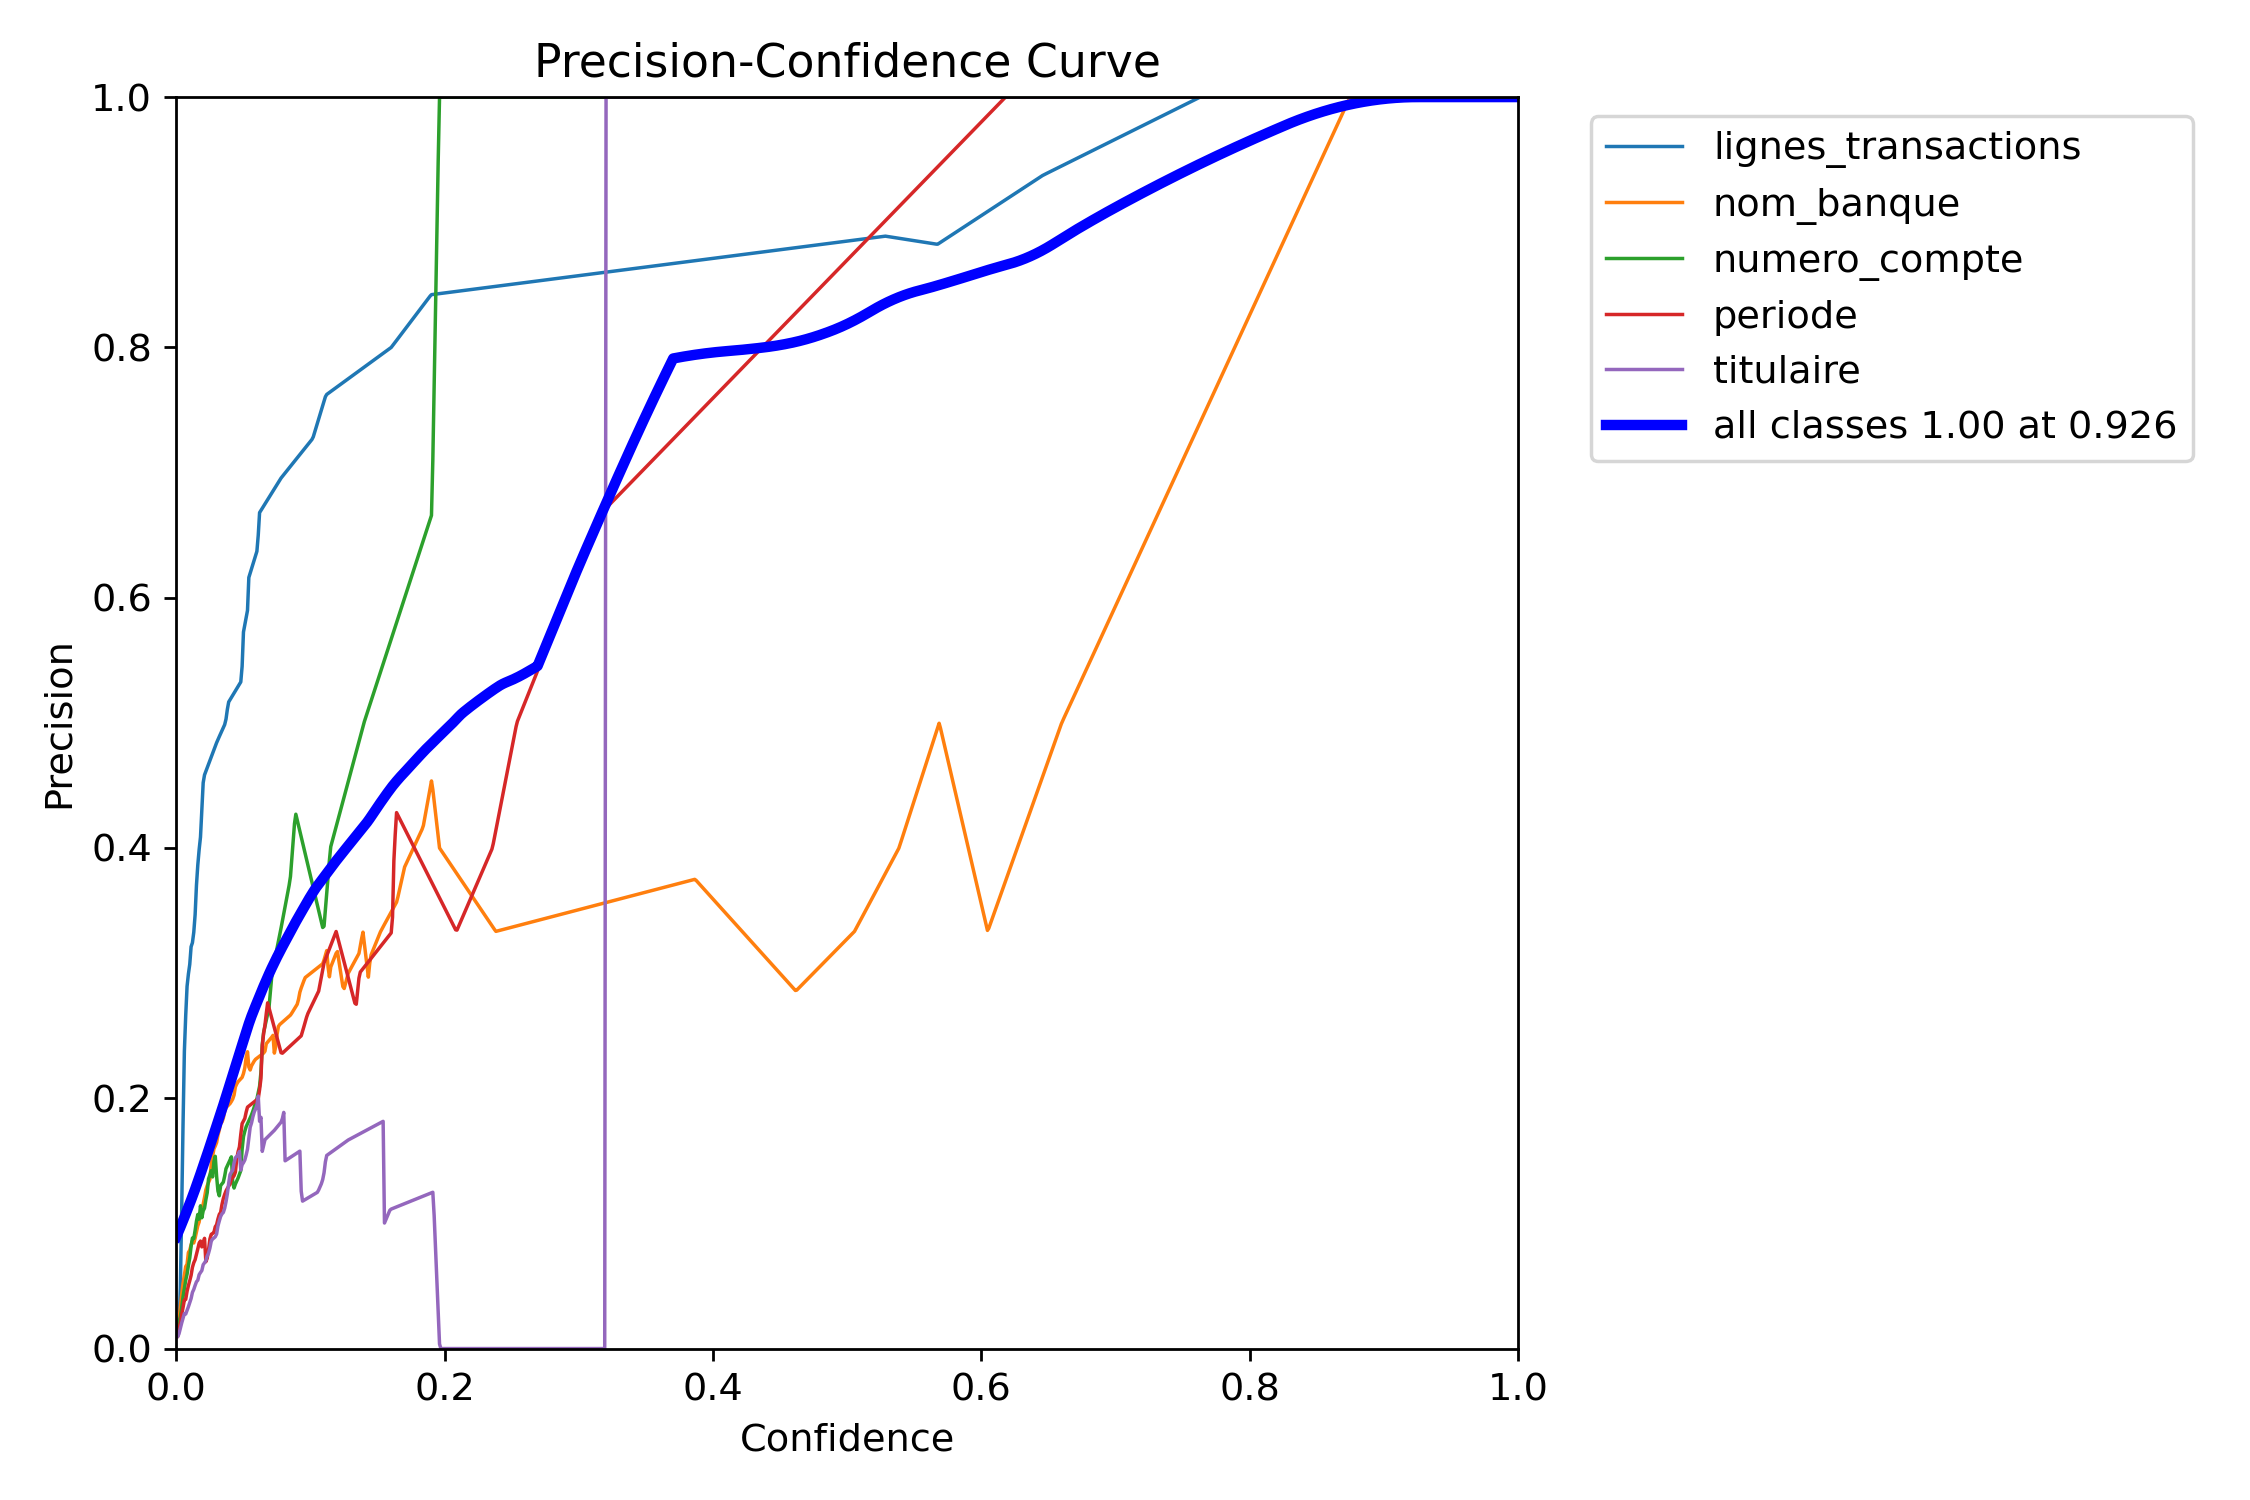 Precision-Confidence Curve
1.0
0.8
0.6
0.4
0.2
0.0
Precision
0.0 0.2 0.4 0.6 0.8 1.0
Confidence
lignes_transactions
nom_banque
numero_compte
periode
titulaire
all classes 1.00 at 0.926